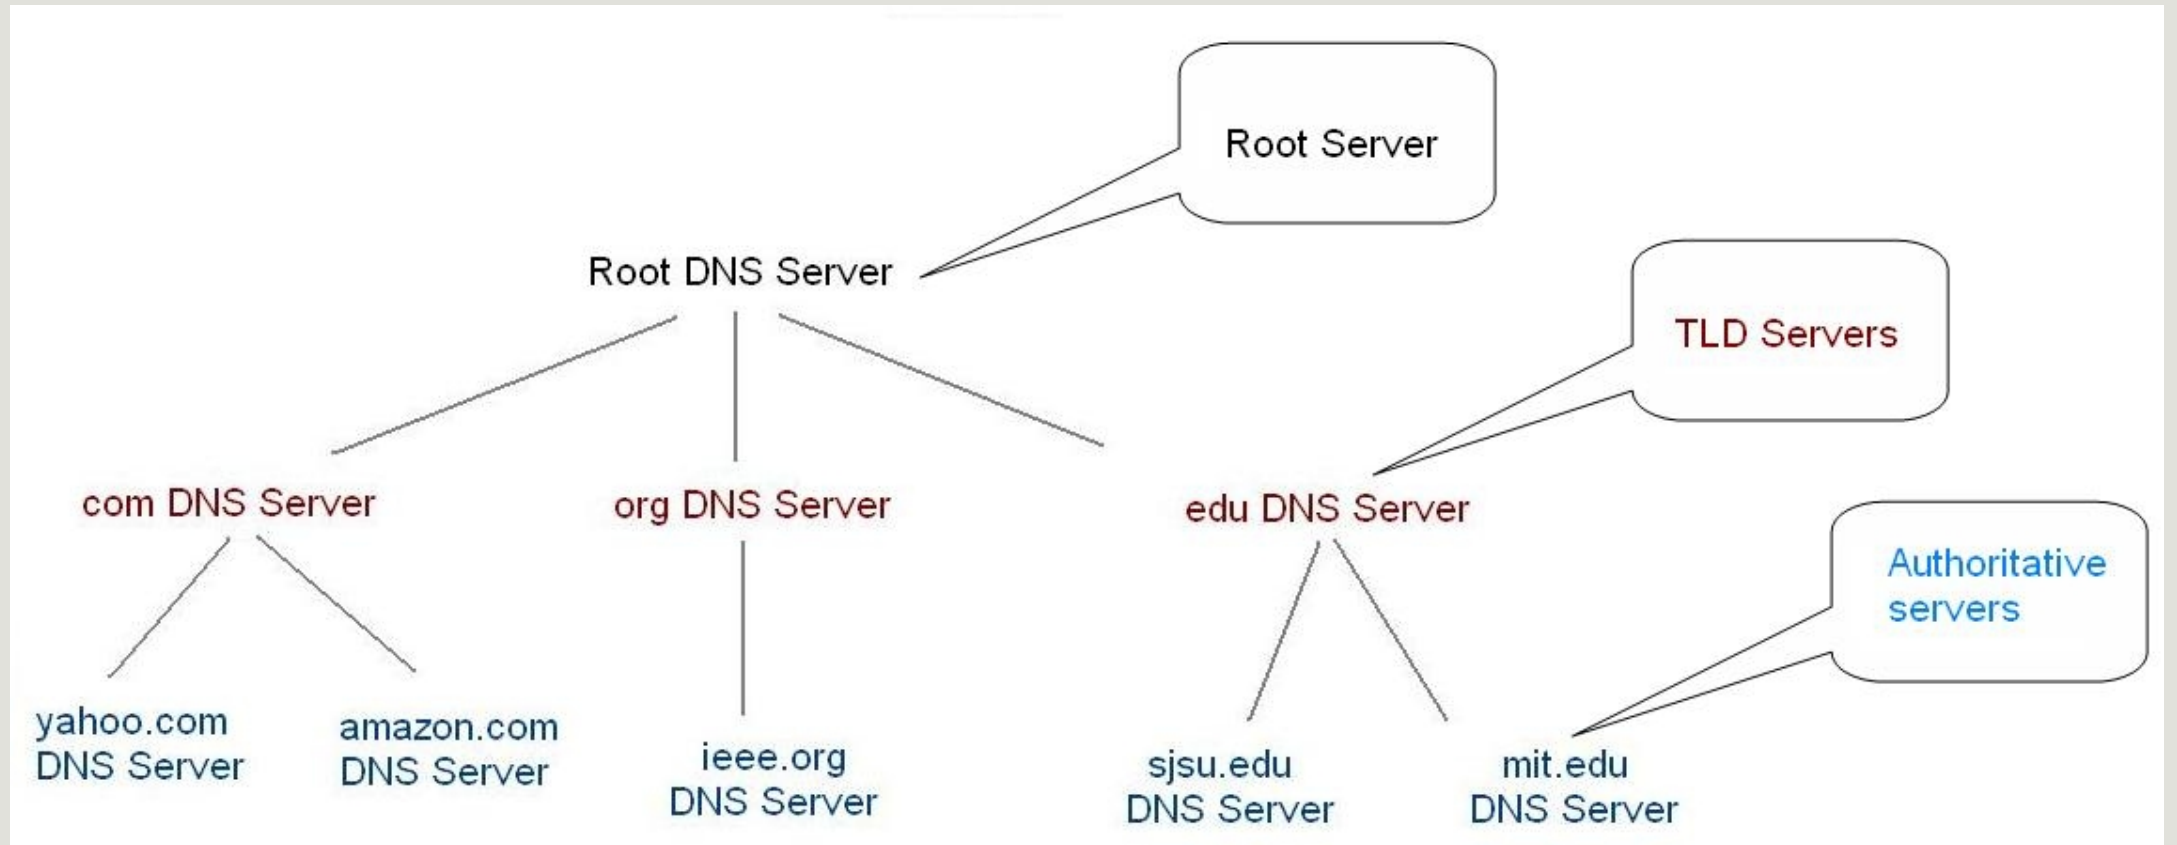 Root Server
Root DNS Server
TLD Servers
com DNS Server
org DNS Server
edu DNS Server
Authoritative
servers
yahoo.com
DNS Server
amazon.com
DNS Server
ieee.org
DNS Server
sjsu.edu
DNS Server
mit.edu
DNS Server